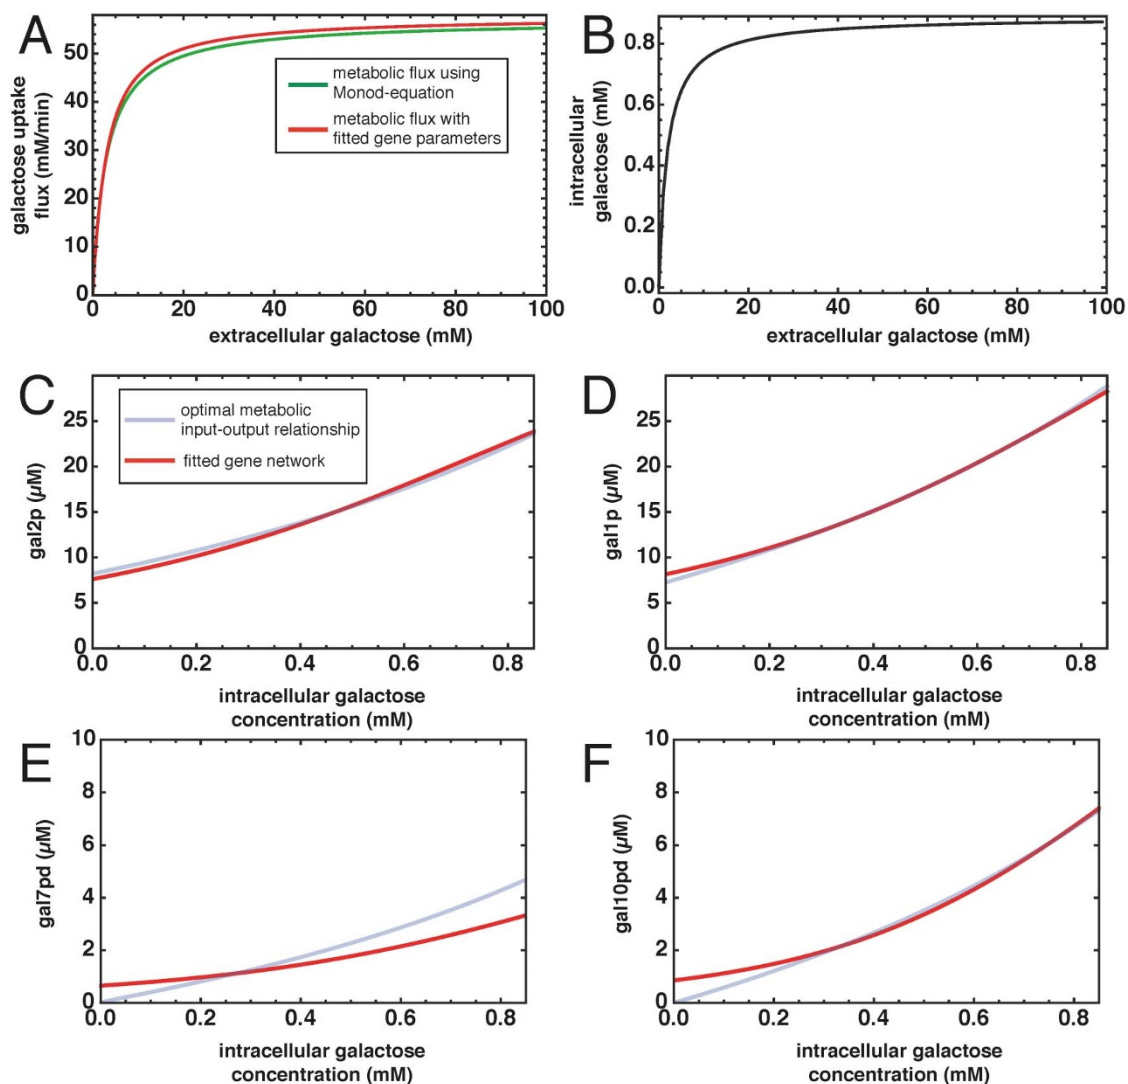 A
galactose uptake
flux (mM/min)
50
40
30
20
10
0
metabolic flux using
Monod-equation
metabolic flux with
fitted gene parameters
0 20 40 60 80 100
extracellular galactose (mM)
B
intracellular
galactose (mM)
0.8
0.6
0.4
0.2
0.0
0 20 40 60 80 100
extracellular galactose (mM)
C
gal2p (µM)
25
20
15
10
5
0
optimal metabolic
input-output relationship
fitted gene network
0.0 0.2 0.4 0.6 0.8
intracellular galactose
concentration (mM)
D
gal1p (µM)
25
20
15
10
5
0
0.0 0.2 0.4 0.6 0.8
intracellular galactose
concentration (mM)
E
gal7pd (µM)
10
8
6
4
2
0
0.0 0.2 0.4 0.6 0.8
intracellular galactose
concentration (mM)
F
gal10pd (µM)
10
8
6
4
2
0
0.0 0.2 0.4 0.6 0.8
intracellular galactose
concentration (mM)